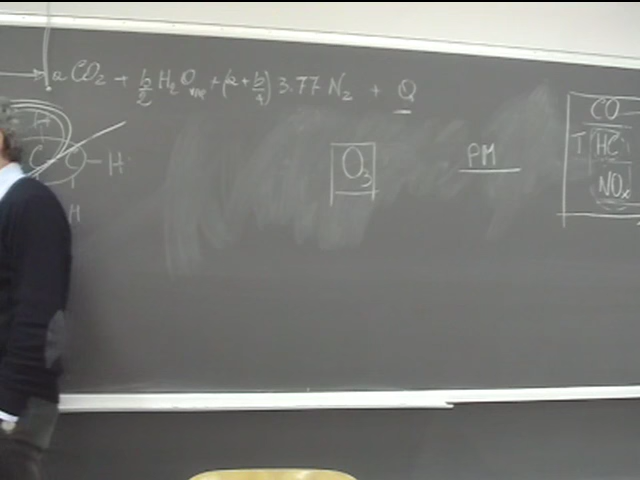 a CO₂ + b/2 H₂O + (a + b/4) 3.77 N₂ + Q
H
C
O - H
H
O₃
PM
CO
T HC
NOₓ